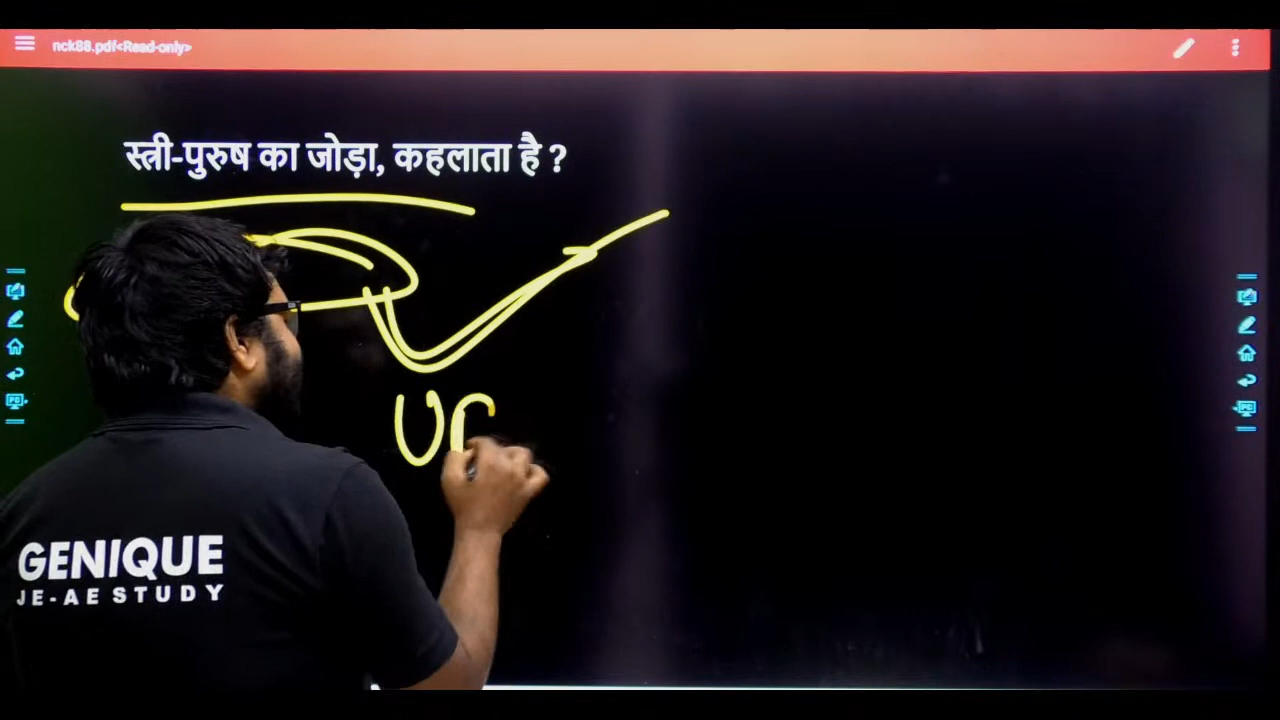 nck88.pdf<Read-only>
स्त्री-पुरुष का जोड़ा, कहलाता है ?
GENIQUE
JE-AE STUDY